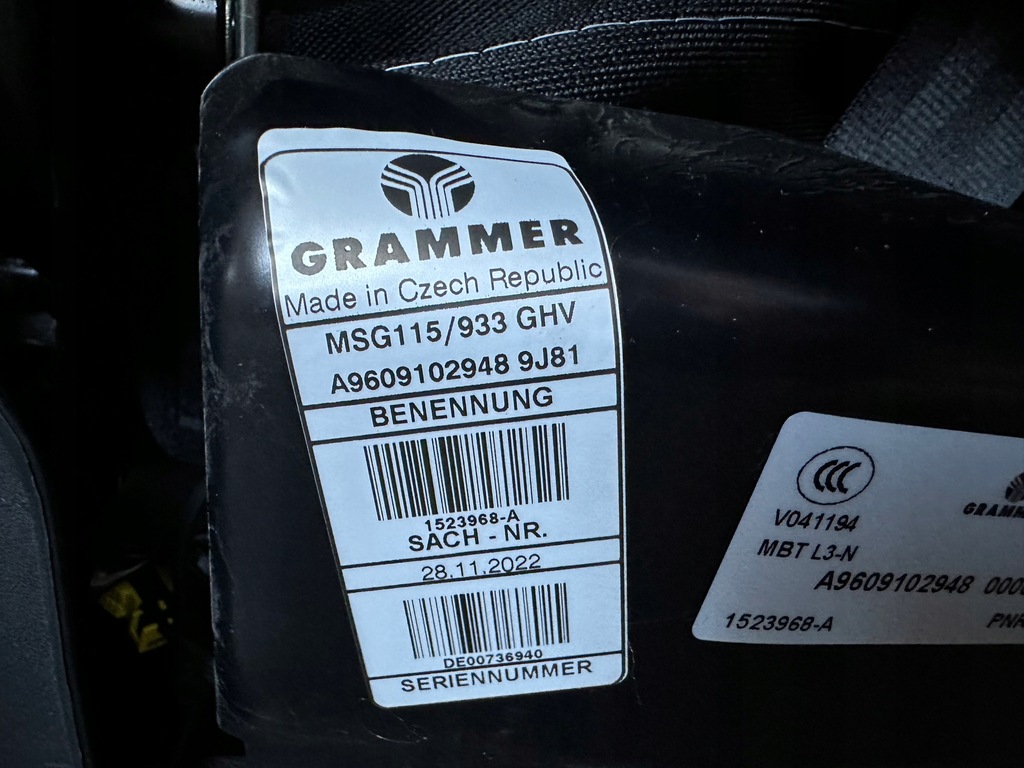 GRAMMER
Made in Czech Republic
MSG115/933 GHV
A9609102948 9J81
BENENNUNG
1523968-A
SACH - NR.
28.11.2022
DE00736940
SERIENNUMMER
CCC
V041194
MBT L3-N
A9609102948
1523968-A